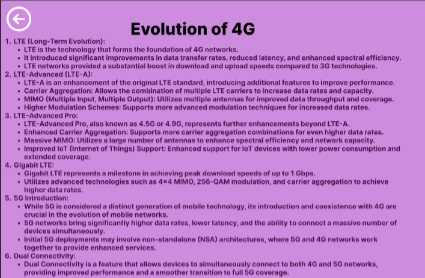 Evolution of 4G
1. LTE (Long-Term Evolution):
• LTE is the technology that forms the foundation of 4G networks.
• It introduced significant improvements in data transfer rates, reduced latency, and enhanced spectral efficiency.
• LTE networks provided a substantial boost in download and upload speeds compared to 3G technologies.
2. LTE-Advanced (LTE-A):
• LTE-A is an enhancement of the original LTE standard, introducing additional features to improve performance.
• Carrier Aggregation: Allows the combination of multiple LTE carriers to increase data rates and capacity.
• MIMO (Multiple Input, Multiple Output): Utilizes multiple antennas for improved data throughput and coverage.
• Higher Modulation Schemes: Supports more advanced modulation techniques for increased data rates.
3. LTE-Advanced Pro:
• LTE-Advanced Pro, also known as 4.5G or 4.9G, represents further enhancements beyond LTE-A.
• Enhanced Carrier Aggregation: Supports more carrier aggregation combinations for even higher data rates.
• Massive MIMO: Utilizes a large number of antennas to enhance spectral efficiency and network capacity.
• Improved IoT (Internet of Things) Support: Enhanced support for IoT devices with lower power consumption and
extended coverage.
4. Gigabit LTE:
• Gigabit LTE represents a milestone in achieving peak download speeds of up to 1 Gbps.
• Utilizes advanced technologies such as 4×4 MIMO, 256-QAM modulation, and carrier aggregation to achieve
higher data rates.
5. 5G Introduction:
• While 5G is considered a distinct generation of mobile technology, its introduction and coexistence with 4G are
crucial in the evolution of mobile networks.
• 5G networks bring significantly higher data rates, lower latency, and the ability to connect a massive number of
devices simultaneously.
• Initial 5G deployments may involve non-standalone (NSA) architectures, where 5G and 4G networks work
together to provide enhanced services.
6. Dual Connectivity:
• Dual Connectivity is a feature that allows devices to simultaneously connect to both 4G and 5G networks,
providing improved performance and a smoother transition to full 5G coverage.